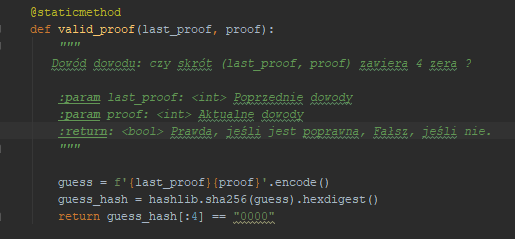 @staticmethod
def valid_proof(last_proof, proof):
"""
Dowód dowodu: czy skrót (last_proof, proof) zawiera 4 zera ?
:param last_proof: <int> Poprzednie dowody
:param proof: <int> Aktualne dowody
:return: <bool> Prawda, jeśli jest poprawna, Fałsz, jeśli nie.
"""
guess = f'{last_proof}{proof}'.encode()
guess_hash = hashlib.sha256(guess).hexdigest()
return guess_hash[:4] == "0000"